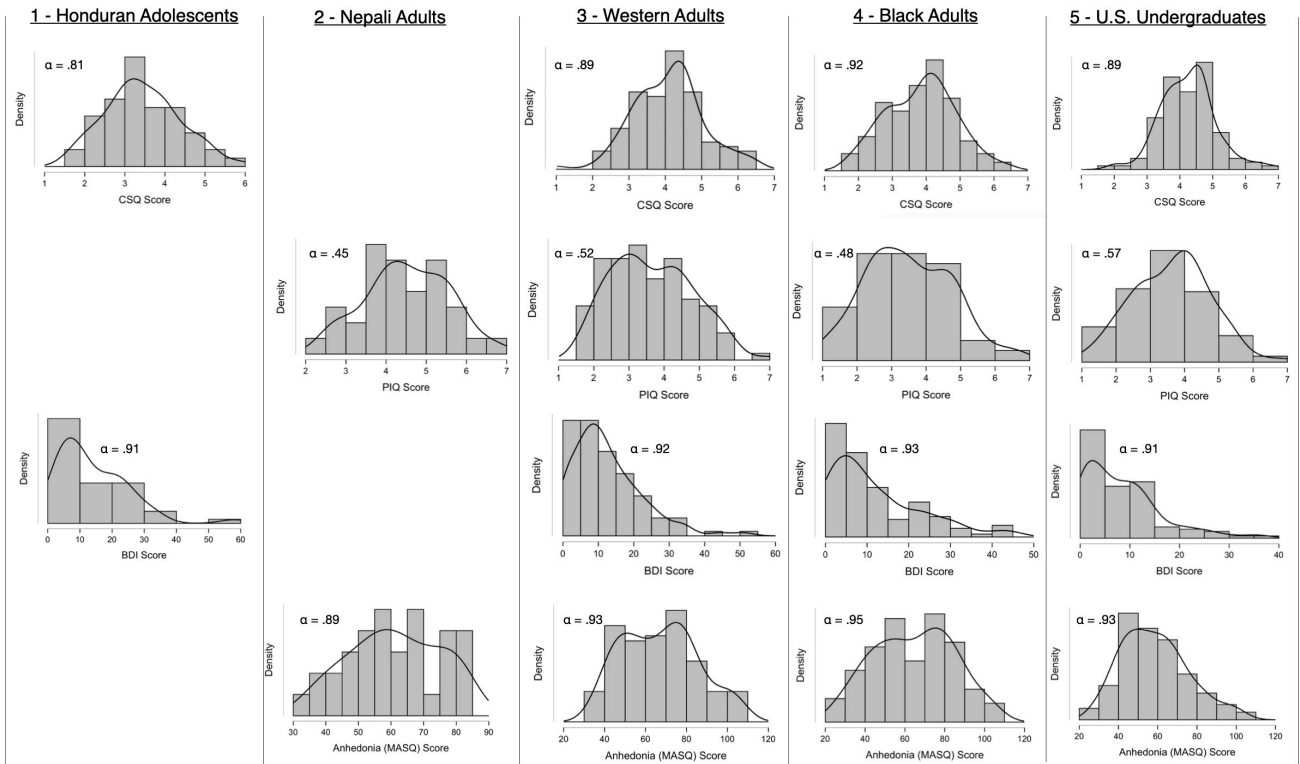 1 - Honduran Adolescents
2 - Nepali Adults
3 - Western Adults
4 - Black Adults
5 - U.S. Undergraduates
α = .81
Density
1 2 3 4 5 6
CSQ Score
α = .89
Density
1 2 3 4 5 6 7
CSQ Score
α = .92
Density
1 2 3 4 5 6 7
CSQ Score
α = .89
Density
1 2 3 4 5 6 7
CSQ Score
α = .45
Density
2 3 4 5 6 7
PIQ Score
α = .52
Density
1 2 3 4 5 6 7
PIQ Score
α = .48
Density
1 2 3 4 5 6 7
PIQ Score
α = .57
Density
1 2 3 4 5 6 7
PIQ Score
α = .91
Density
0 10 20 30 40 50 60
BDI Score
α = .92
Density
0 10 20 30 40 50 60
BDI Score
α = .93
Density
0 10 20 30 40 50
BDI Score
α = .91
Density
0 10 20 30 40
BDI Score
α = .89
Density
30 40 50 60 70 80 90
Anhedonia (MASQ) Score
α = .93
Density
20 40 60 80 100 120
Anhedonia (MASQ) Score
α = .95
Density
20 40 60 80 100 120
Anhedonia (MASQ) Score
α = .93
Density
20 40 60 80 100 120
Anhedonia (MASQ) Score